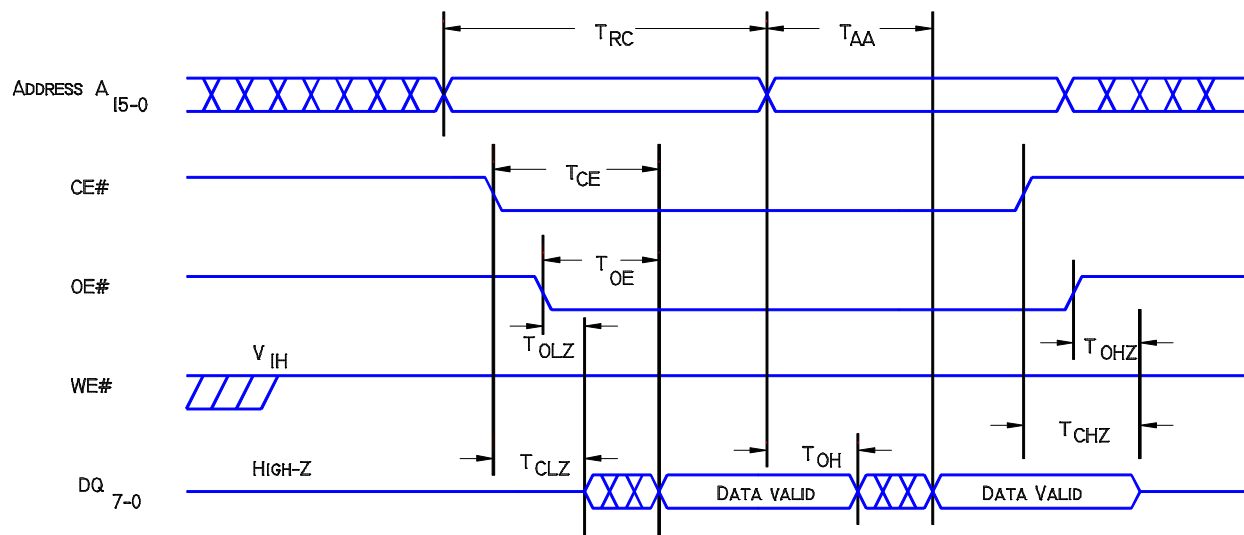 TRC
TAA
ADDRESS A15-0
TCE
CE#
TOE
OE#
TOLZ
TOHZ
VIH
WE#
TCHZ
HIGH-Z
TCLZ
TOH
DQ7-0
DATA VALID
DATA VALID